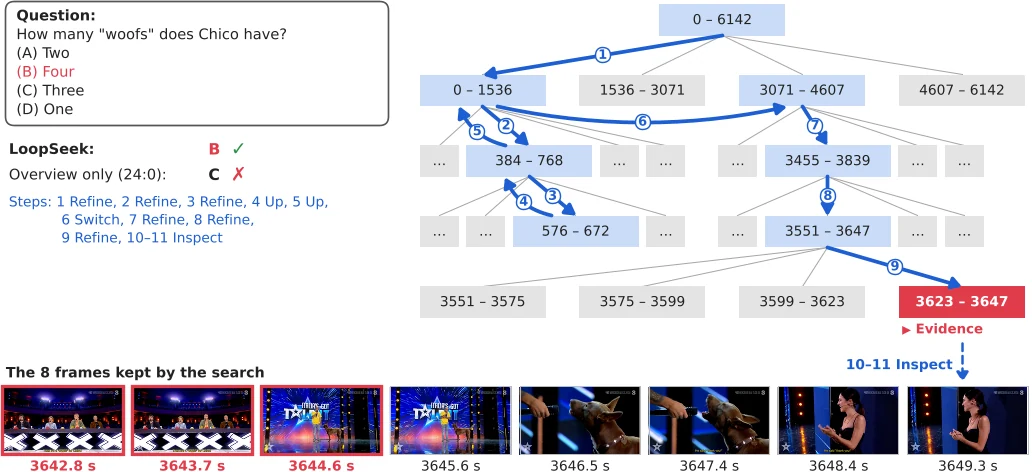 Question:
How many "woofs" does Chico have?
(A) Two
(B) Four
(C) Three
(D) One
LoopSeek: B ✓
Overview only (24:0): C ✗
Steps: 1 Refine, 2 Refine, 3 Refine, 4 Up, 5 Up,
6 Switch, 7 Refine, 8 Refine,
9 Refine, 10–11 Inspect
0 – 6142
1
0 – 1536
1536 – 3071
3071 – 4607
4607 – 6142
5
2
6
7
...
384 – 768
...
...
...
3455 – 3839
...
...
4
3
8
...
...
576 – 672
...
...
3551 – 3647
...
...
9
3551 – 3575
3575 – 3599
3599 – 3623
3623 – 3647
▶ Evidence
10–11 Inspect
The 8 frames kept by the search
3642.8 s
3643.7 s
3644.6 s
3645.6 s
3646.5 s
3647.4 s
3648.4 s
3649.3 s